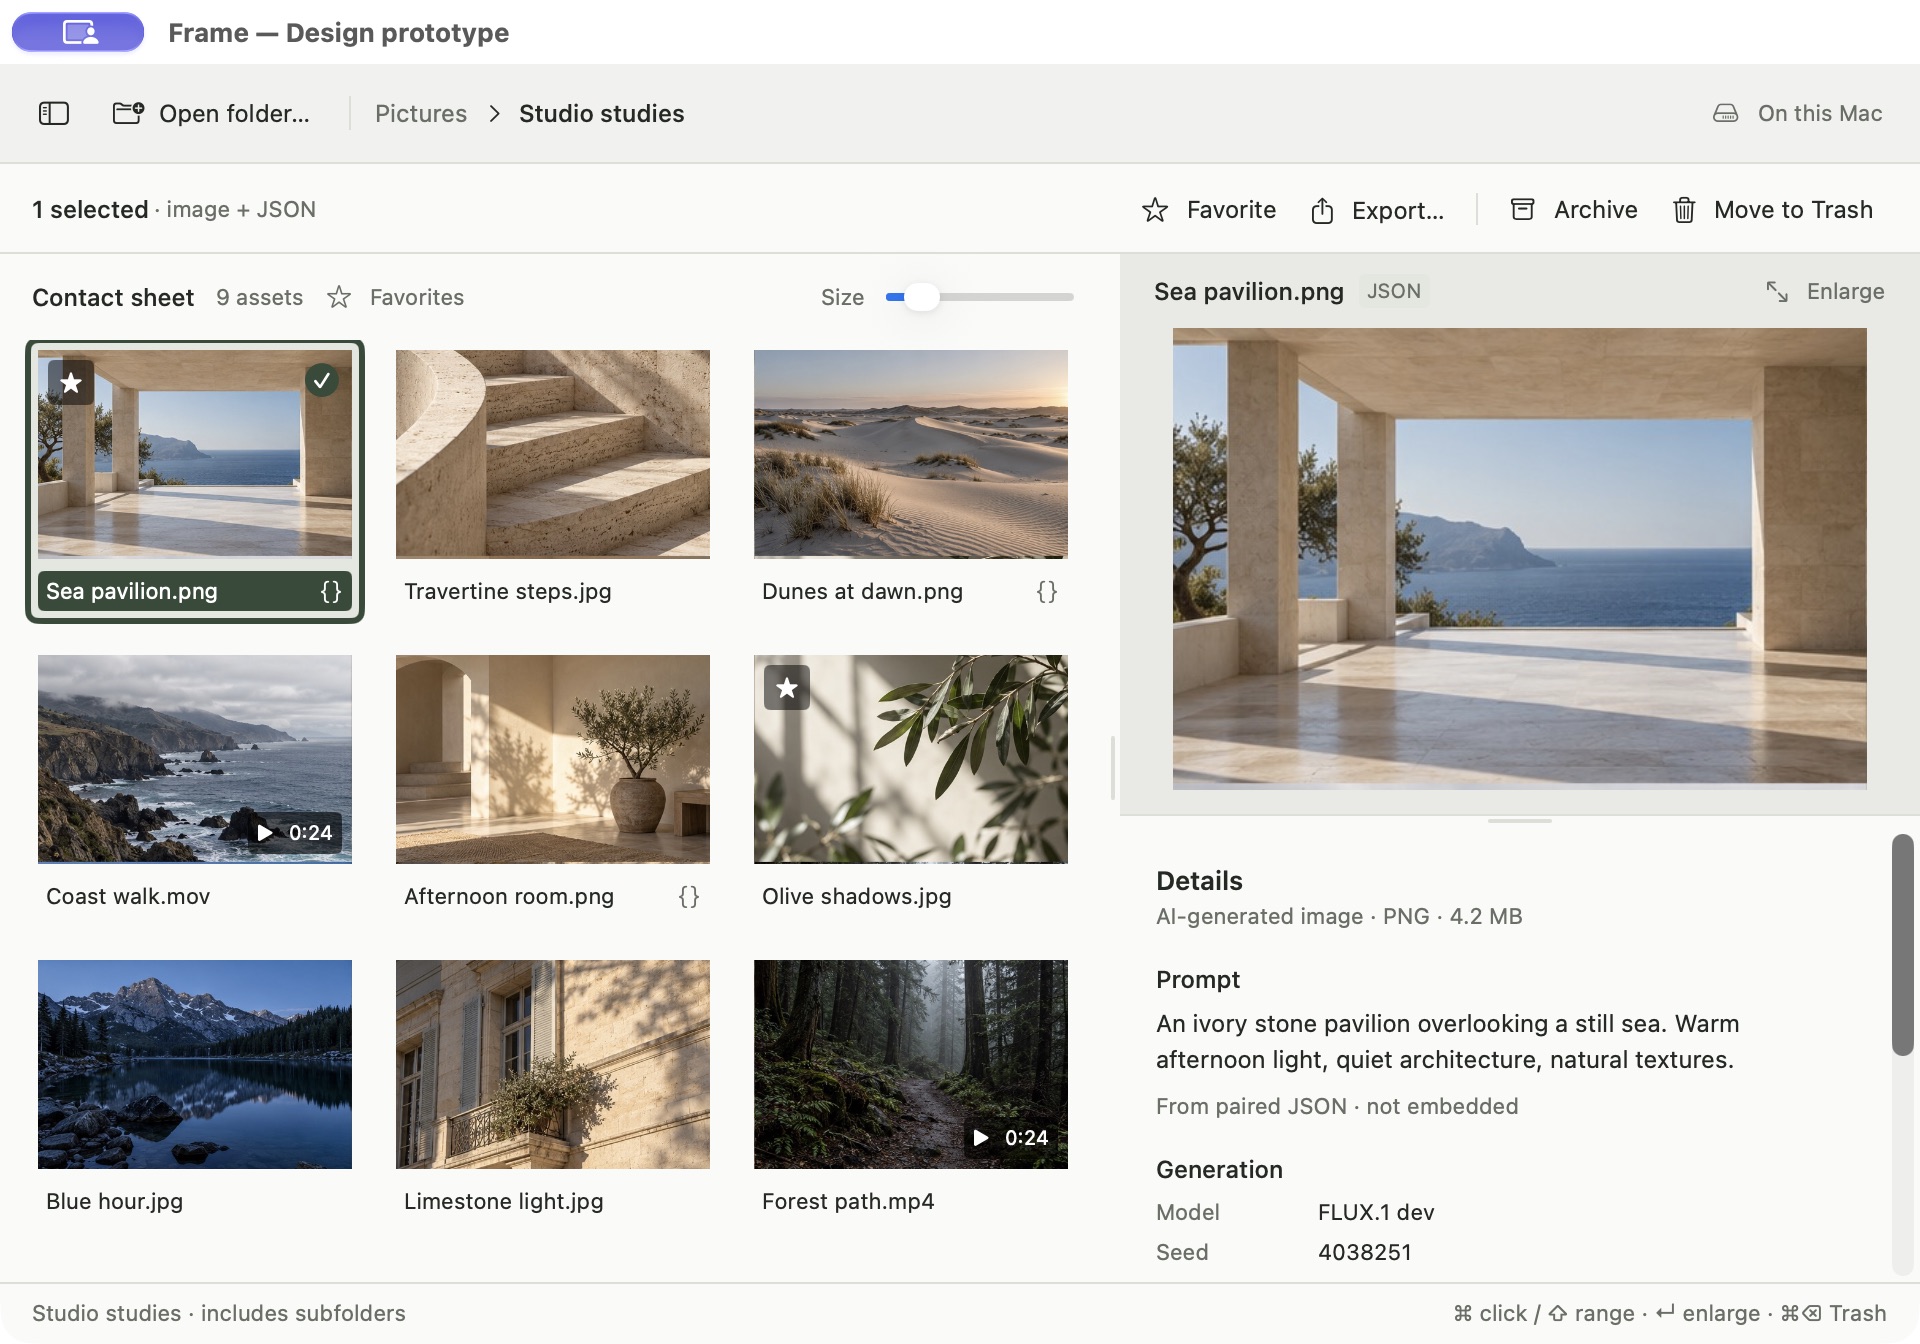 Frame — Design prototype
Open folder...
Pictures > Studio studies
On this Mac
1 selected · image + JSON
Favorite
Export...
Archive
Move to Trash
Contact sheet 9 assets Favorites
Size
Sea pavilion.png {}
Travertine steps.jpg
Dunes at dawn.png {}
0:24
Coast walk.mov
Afternoon room.png {}
Olive shadows.jpg
0:24
Blue hour.jpg
Limestone light.jpg
Forest path.mp4
Sea pavilion.png JSON
Enlarge
Details
AI-generated image · PNG · 4.2 MB
Prompt
An ivory stone pavilion overlooking a still sea. Warm
afternoon light, quiet architecture, natural textures.
From paired JSON · not embedded
Generation
Model FLUX.1 dev
Seed 4038251
Studio studies · includes subfolders
⌘ click / ⇧ range · ↵ enlarge · ⌘⌫ Trash